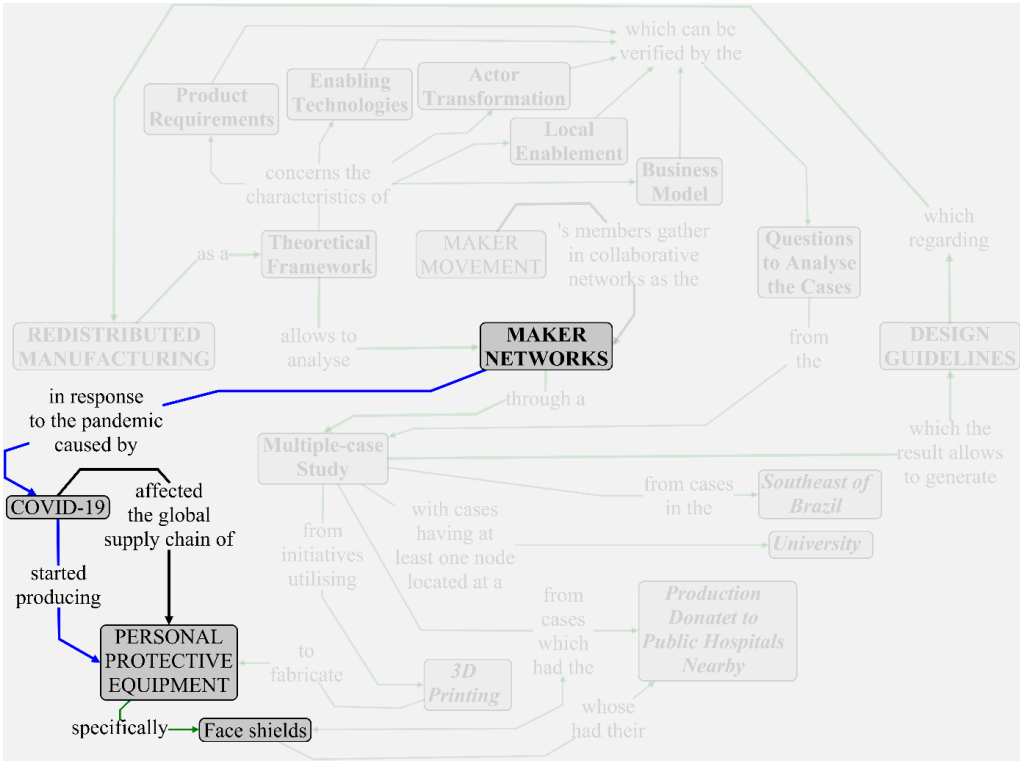 which can be
verified by the
Product
Requirements
Enabling
Technologies
Actor
Transformation
Local
Enablement
Business
Model
concerns the
characteristics of
which
regarding
as a
Theoretical
Framework
MAKER
MOVEMENT
's members gather
in collaborative
networks as the
Questions
to Analyse
the Cases
REDISTRIBUTED
MANUFACTURING
allows to
analyse
MAKER
NETWORKS
from
the
DESIGN
GUIDELINES
in response
to the pandemic
caused by
through a
Multiple-case
Study
which the
result allows
to generate
COVID-19
affected
the global
supply chain of
from
initiatives
utilising
with cases
having at
least one node
located at a
from cases
in the
Southeast of
Brazil
University
started
producing
from
cases
which
had the
Production
Donatet to
Public Hospitals
Nearby
PERSONAL
PROTECTIVE
EQUIPMENT
to
fabricate
3D
Printing
whose
had their
specifically
Face shields